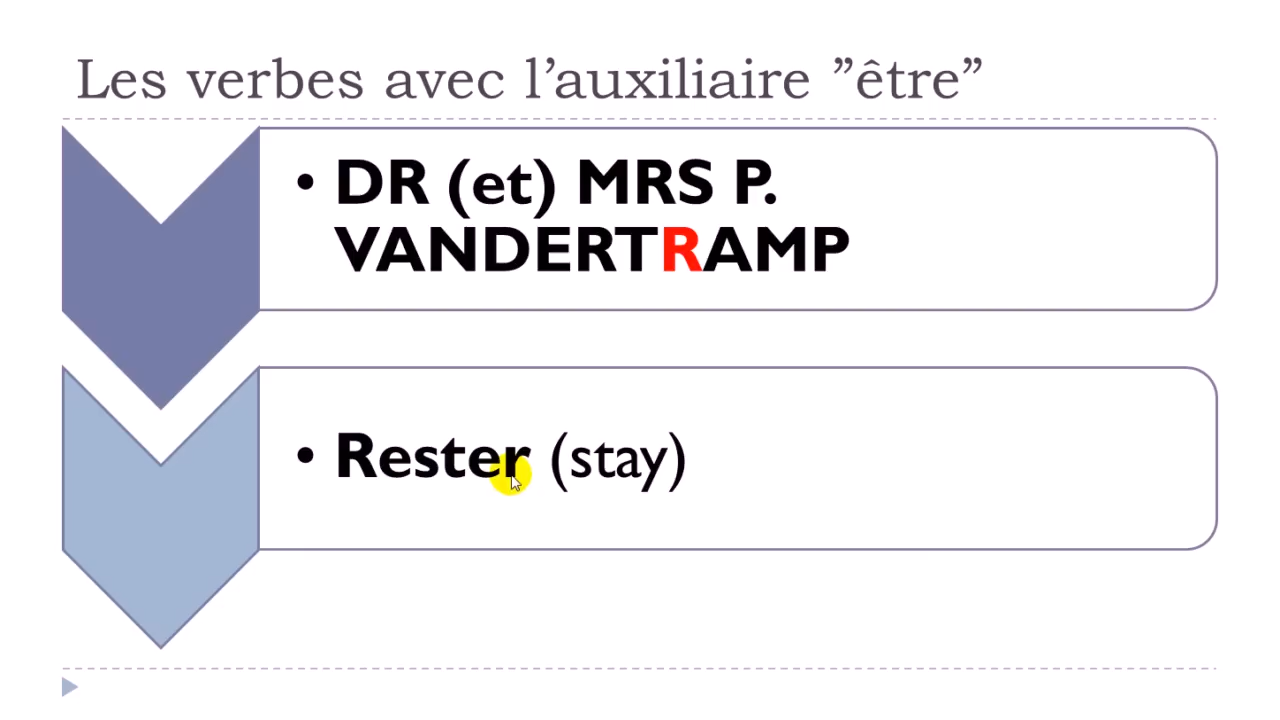 Les verbes avec l’auxiliaire ”être”
• DR (et) MRS P.
VANDERTRAMP
• Rester (stay)